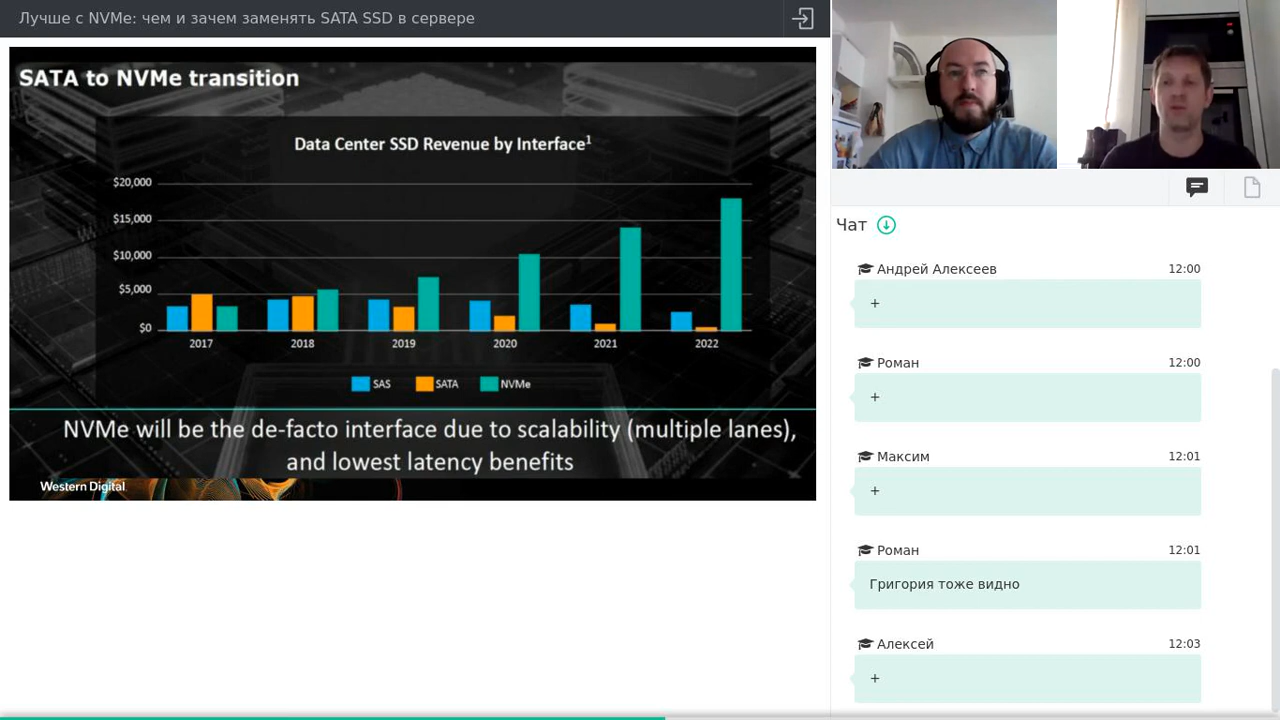 Лучше с NVMe: чем и зачем заменять SATA SSD в сервере
SATA to NVMe transition
Data Center SSD Revenue by Interface1
$20,000
$15,000
$10,000
$5,000
$0
2017 2018 2019 2020 2021 2022
SAS SATA NVMe
NVMe will be the de-facto interface due to scalability (multiple lanes),
and lowest latency benefits
Western Digital
Чат
Андрей Алексеев 12:00
+
Роман 12:00
+
Максим 12:01
+
Роман 12:01
Григория тоже видно
Алексей 12:03
+